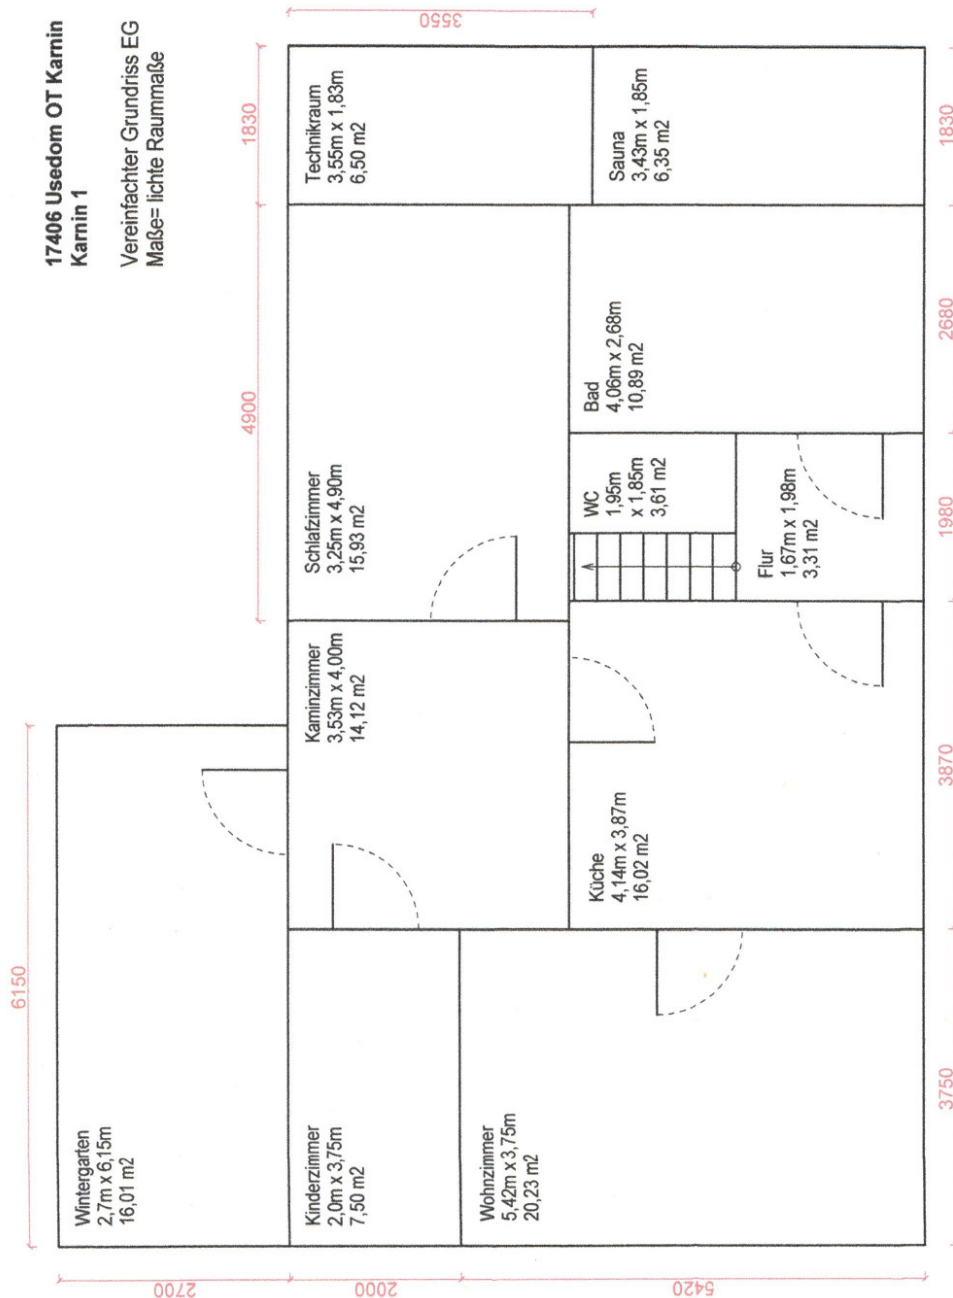 17406 Usedom OT Karnin
Karnin 1
Vereinfachter Grundriss EG
Maße= lichte Raummaße
6150
4900
1830
3550
2700
2000
5420
3750
3870
1980
2680
1830
Wintergarten
2,7m x 6,15m
16,01 m2
Kinderzimmer
2,0m x 3,75m
7,50 m2
Kaminzimmer
3,53m x 4,00m
14,12 m2
Schlafzimmer
3,25m x 4,90m
15,93 m2
Technikraum
3,55m x 1,83m
6,50 m2
Wohnzimmer
5,42m x 3,75m
20,23 m2
Küche
4,14m x 3,87m
16,02 m2
WC
1,95m
x 1,85m
3,61 m2
Flur
1,67m x 1,98m
3,31 m2
Bad
4,06m x 2,68m
10,89 m2
Sauna
3,43m x 1,85m
6,35 m2